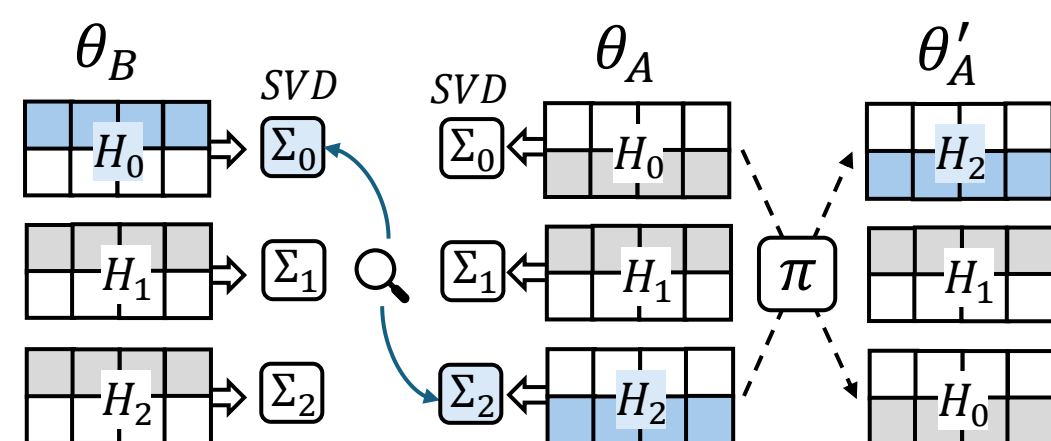 θ_B θ_A θ'_A
SVD SVD
H_0 Σ_0 Σ_0 H_0 H_2
H_1 Σ_1 Σ_1 H_1 π H_1
H_2 Σ_2 Σ_2 H_2 H_0